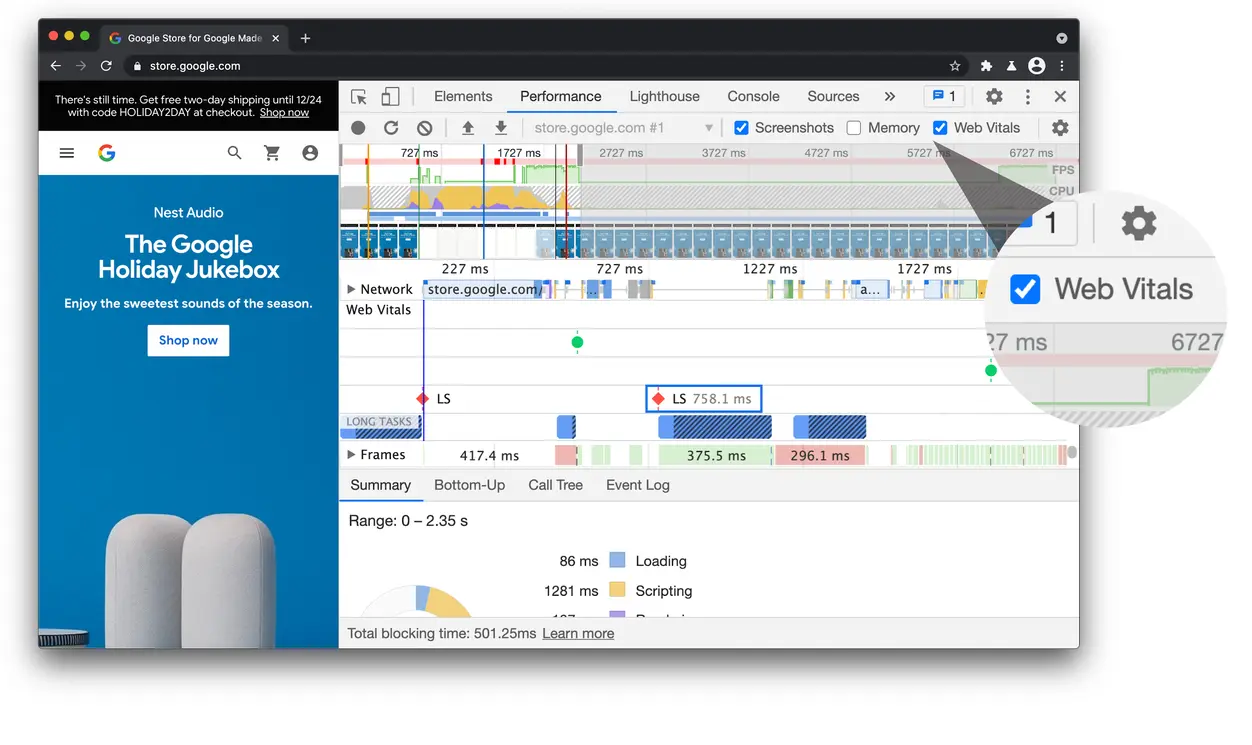 Google Store for Google Made
store.google.com
There's still time. Get free two-day shipping until 12/24
with code HOLIDAY2DAY at checkout. Shop now
Nest Audio
The Google
Holiday Jukebox
Enjoy the sweetest sounds of the season.
Shop now
Elements Performance Lighthouse Console Sources » 1
store.google.com #1 Screenshots Memory Web Vitals
727 ms 1727 ms 2727 ms 3727 ms 4727 ms 5727 ms 6727 ms
FPS
CPU
227 ms 727 ms 1227 ms 1727 ms
Network store.google.com/ ... a...
Web Vitals
LS LS 758.1 ms
LONG TASKS
Frames 417.4 ms 375.5 ms 296.1 ms
Summary Bottom-Up Call Tree Event Log
Range: 0 – 2.35 s
86 ms Loading
1281 ms Scripting
Total blocking time: 501.25ms Learn more
1
Web Vitals
27 ms 6727